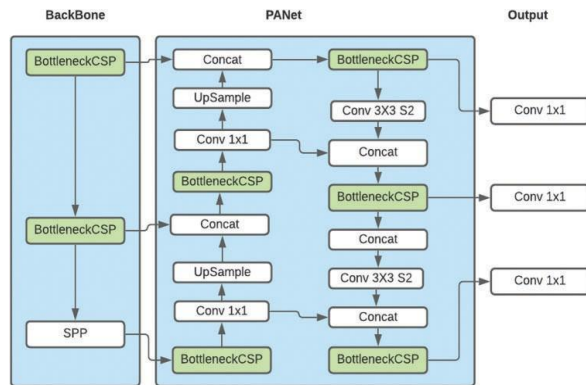 BackBone
PANet
Output
BottleneckCSP
BottleneckCSP
SPP
Concat
UpSample
Conv 1x1
BottleneckCSP
Concat
UpSample
Conv 1x1
BottleneckCSP
BottleneckCSP
Conv 3X3 S2
Concat
BottleneckCSP
Concat
Conv 3X3 S2
Concat
BottleneckCSP
Conv 1x1
Conv 1x1
Conv 1x1